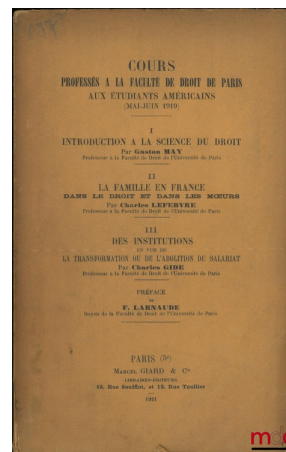 COURS
PROFESSÉS A LA FACULTÉ DE DROIT DE PARIS
AUX ÉTUDIANTS AMÉRICAINS
(MAI-JUIN 1919)
I
INTRODUCTION A LA SCIENCE DU DROIT
Par Gaston MAY
Professeur à la Faculté de Droit de l'Université de Paris
II
LA FAMILLE EN FRANCE
DANS LE DROIT ET DANS LES MŒURS
Par Charles LEFEBVRE
Professeur à la Faculté de Droit de l'Université de Paris
III
DES INSTITUTIONS
EN VUE DE
LA TRANSFORMATION OU DE L'ABOLITION DU SALARIAT
Par Charles GIDE
Professeur à la Faculté de Droit de l'Université de Paris
PRÉFACE
DE
F. LARNAUDE
Doyen de la Faculté de Droit de l'Université de Paris
PARIS (5e)
MARCEL GIARD & Cie
LIBRAIRES-ÉDITEURS
16, Rue Soufflot, et 12, Rue Toullier
1921